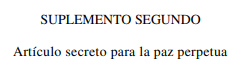 SUPLEMENTO SEGUNDO
Artículo secreto para la paz perpetua